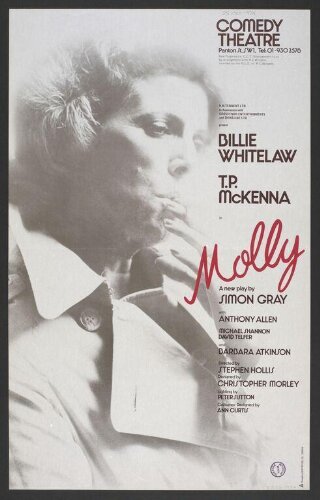 COMEDY
THEATRE
Panton St. SW1. Tel: 01-930 2578
present
BILLIE
WHITELAW
T.P.
McKENNA
in
Molly
A new play by
SIMON GRAY
with
ANTHONY ALLEN
MICHAEL SHANNON
DAVID TELFER
and
BARBARA ATKINSON
Directed by
STEPHEN HOLLIS
Designed by
CHRISTOPHER MORLEY
Lighting by
PETER SUTTON
Costumes Designed by
ANN CURTIS